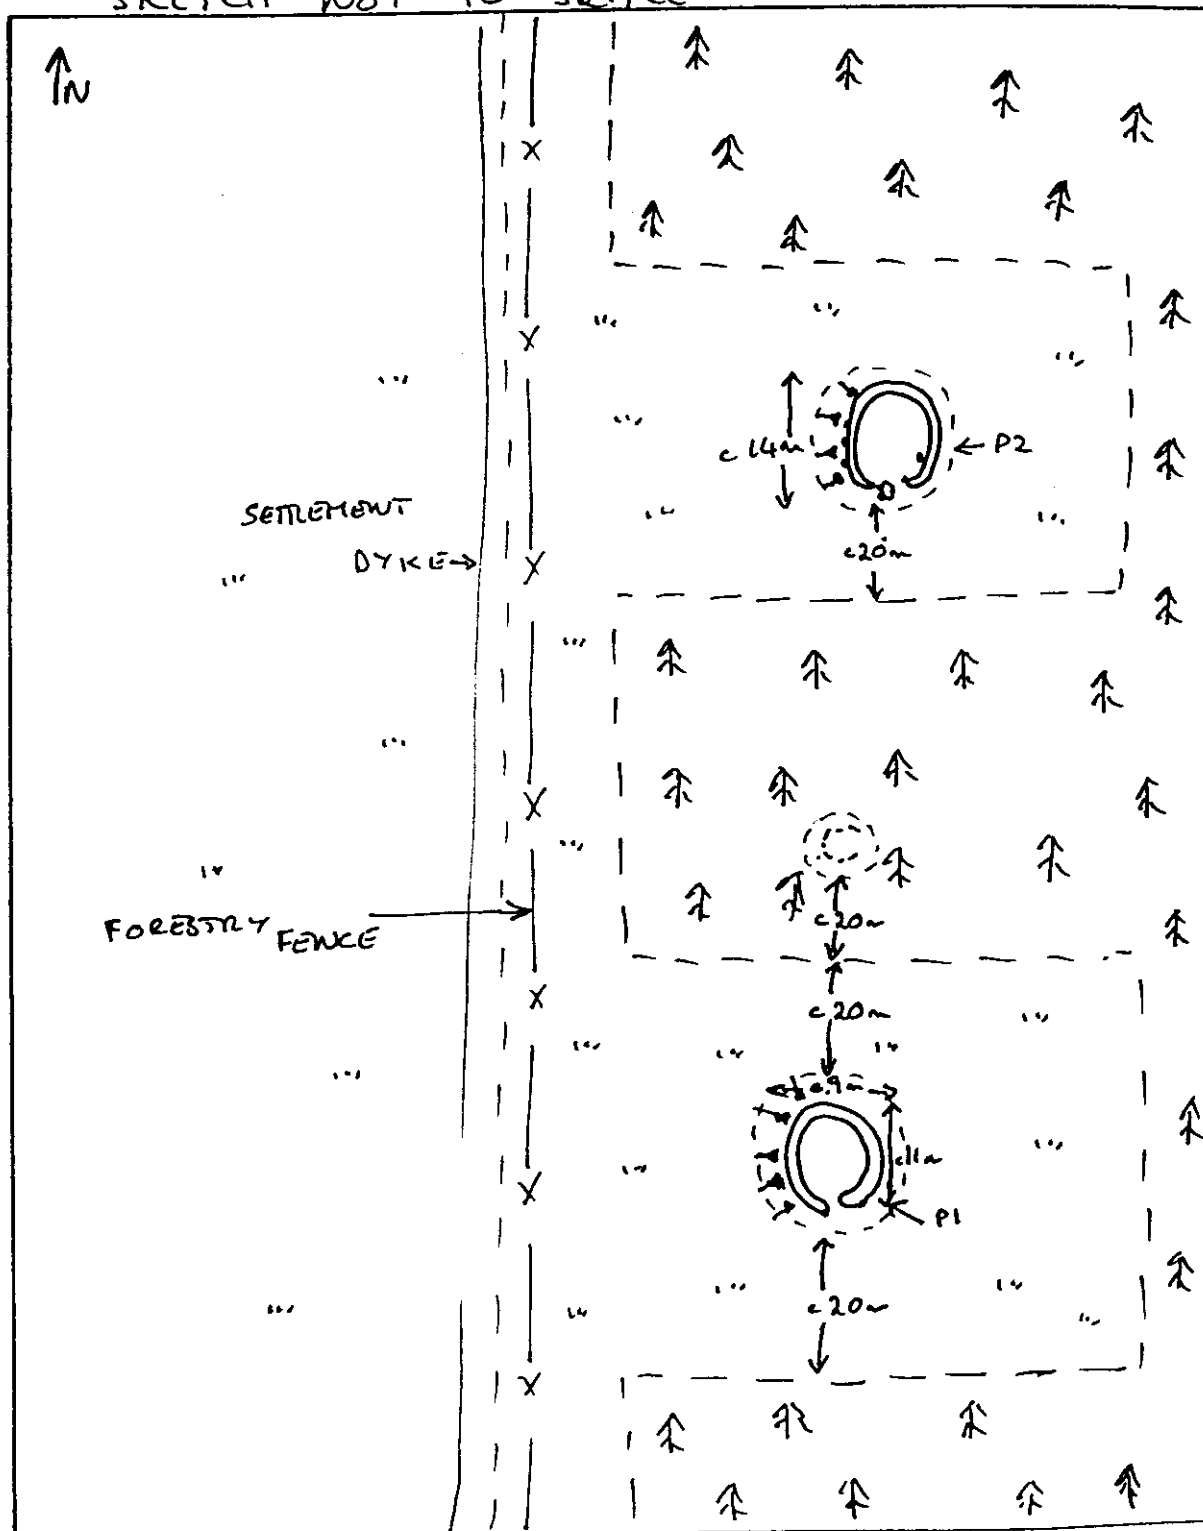 SKETCH NOT TO SCALE
N
c 14m
P2
SETTLEMENT
DYKE
c20m
FORESTRY FENCE
c20m
c20m
c.9m
c11m
P1
c20m